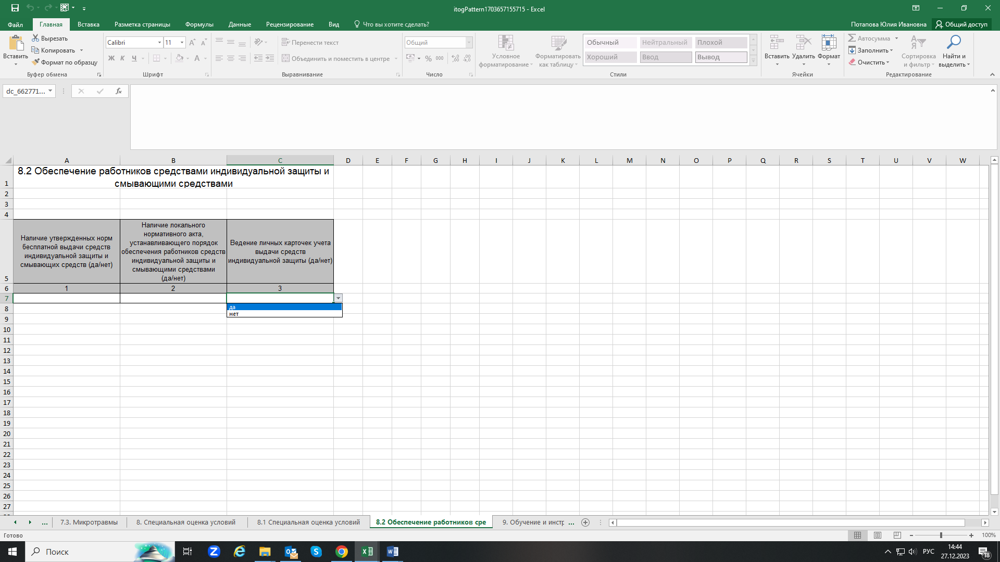 itogPattern1703657155715 - Excel
Файл Главная Вставка Разметка страницы Формулы Данные Рецензирование Вид Что вы хотите сделать? Потапова Юлия Ивановна Общий доступ
Вставить
Вырезать
Копировать
Формат по образцу
Буфер обмена
Calibri 11
Ж К Ч
Шрифт
Перенести текст
Объединить и поместить в центре
Выравнивание
Общий
% 000
Число
Условное форматирование
Форматировать как таблицу
Обычный Нейтральный Плохой
Хороший Ввод Вывод
Стили
Вставить Удалить Формат
Ячейки
Автосумма
Заполнить
Очистить
Сортировка и фильтр
Найти и выделить
Редактирование
dc_662771... fx
A B C D E F G H I J K L M N O P Q R S T U V W
1
8.2 Обеспечение работников средствами индивидуальной защиты и
смывающими средствами
2
3
4
5
Наличие утвержденных норм
бесплатной выдачи средств
индивидуальной защиты и
смывающих средств (да/нет)
Наличие локального
нормативного акта,
устанавливающего порядок
обеспечения работников средств
индивидуальной защиты и
смывающими средствами
(да/нет)
Ведение личных карточек учета
выдачи средств
индивидуальной защиты (да/нет)
6 1 2 3
7
да
нет
8
9
10
11
12
13
14
15
16
17
18
19
20
21
22
23
24
25
26
27
... 7.3. Микротравмы 8. Специальная оценка условий 8.1 Специальная оценка условий 8.2 Обеспечение работников сре 9. Обучение и инстр ...
Готово 100%
Поиск
РУС
14:44
27.12.2023
18